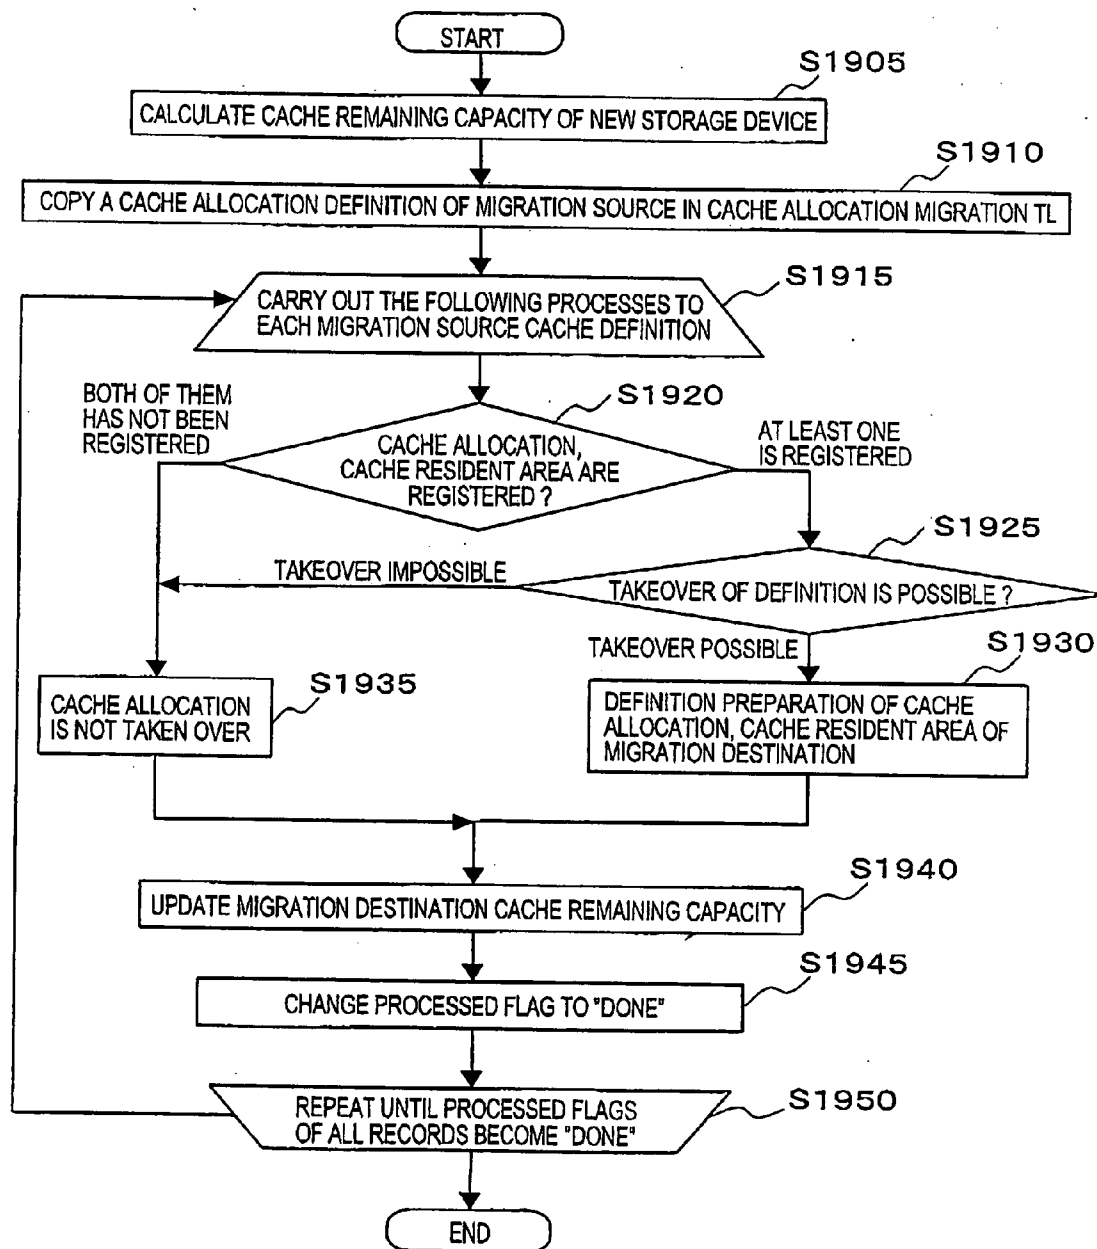 START
S1905
CALCULATE CACHE REMAINING CAPACITY OF NEW STORAGE DEVICE
S1910
COPY A CACHE ALLOCATION DEFINITION OF MIGRATION SOURCE IN CACHE ALLOCATION MIGRATION TL
S1915
CARRY OUT THE FOLLOWING PROCESSES TO
EACH MIGRATION SOURCE CACHE DEFINITION
S1920
BOTH OF THEM
HAS NOT BEEN
REGISTERED
CACHE ALLOCATION,
CACHE RESIDENT AREA ARE
REGISTERED ?
AT LEAST ONE
IS REGISTERED
S1925
TAKEOVER IMPOSSIBLE
TAKEOVER OF DEFINITION IS POSSIBLE ?
TAKEOVER POSSIBLE
S1930
S1935
CACHE ALLOCATION
IS NOT TAKEN OVER
DEFINITION PREPARATION OF CACHE
ALLOCATION, CACHE RESIDENT AREA OF
MIGRATION DESTINATION
S1940
UPDATE MIGRATION DESTINATION CACHE REMAINING CAPACITY
S1945
CHANGE PROCESSED FLAG TO "DONE"
S1950
REPEAT UNTIL PROCESSED FLAGS
OF ALL RECORDS BECOME "DONE"
END